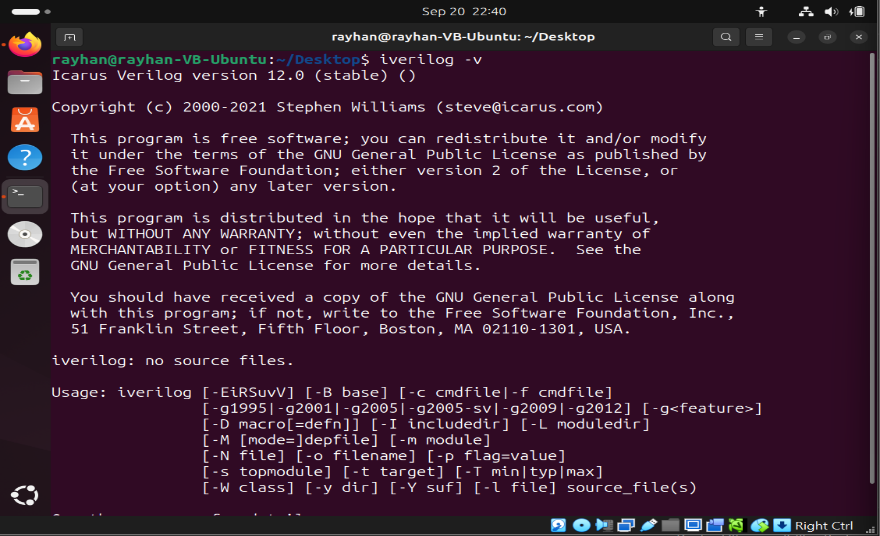 Sep 20 22:40
rayhan@rayhan-VB-Ubuntu: ~/Desktop
rayhan@rayhan-VB-Ubuntu:~/Desktop$ iverilog -v
Icarus Verilog version 12.0 (stable) ()
Copyright (c) 2000-2021 Stephen Williams (steve@icarus.com)
This program is free software; you can redistribute it and/or modify
it under the terms of the GNU General Public License as published by
the Free Software Foundation; either version 2 of the License, or
(at your option) any later version.
This program is distributed in the hope that it will be useful,
but WITHOUT ANY WARRANTY; without even the implied warranty of
MERCHANTABILITY or FITNESS FOR A PARTICULAR PURPOSE.  See the
GNU General Public License for more details.
You should have received a copy of the GNU General Public License along
with this program; if not, write to the Free Software Foundation, Inc.,
51 Franklin Street, Fifth Floor, Boston, MA 02110-1301, USA.
iverilog: no source files.
Usage: iverilog [-EiRSuvV] [-B base] [-c cmdfile|-f cmdfile]
[-g1995|-g2001|-g2005|-g2005-sv|-g2009|-g2012] [-g<feature>]
[-D macro[=defn]] [-I includedir] [-L moduledir]
[-M [mode=]depfile] [-m module]
[-N file] [-o filename] [-p flag=value]
[-s topmodule] [-t target] [-T min|typ|max]
[-W class] [-y dir] [-Y suf] [-l file] source_file(s)
Right Ctrl